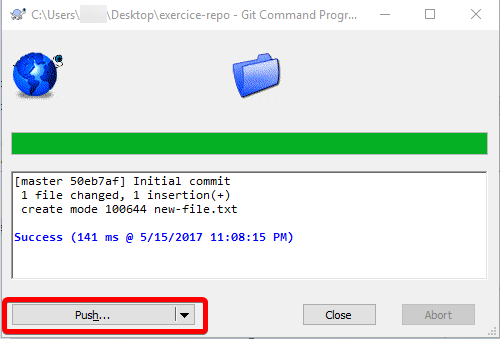 C:\Users\ \Desktop\exercice-repo - Git Command Progr...
[master 50eb7af] Initial commit
1 file changed, 1 insertion(+)
create mode 100644 new-file.txt
Success (141 ms @ 5/15/2017 11:08:15 PM)
Push...
Close
Abort